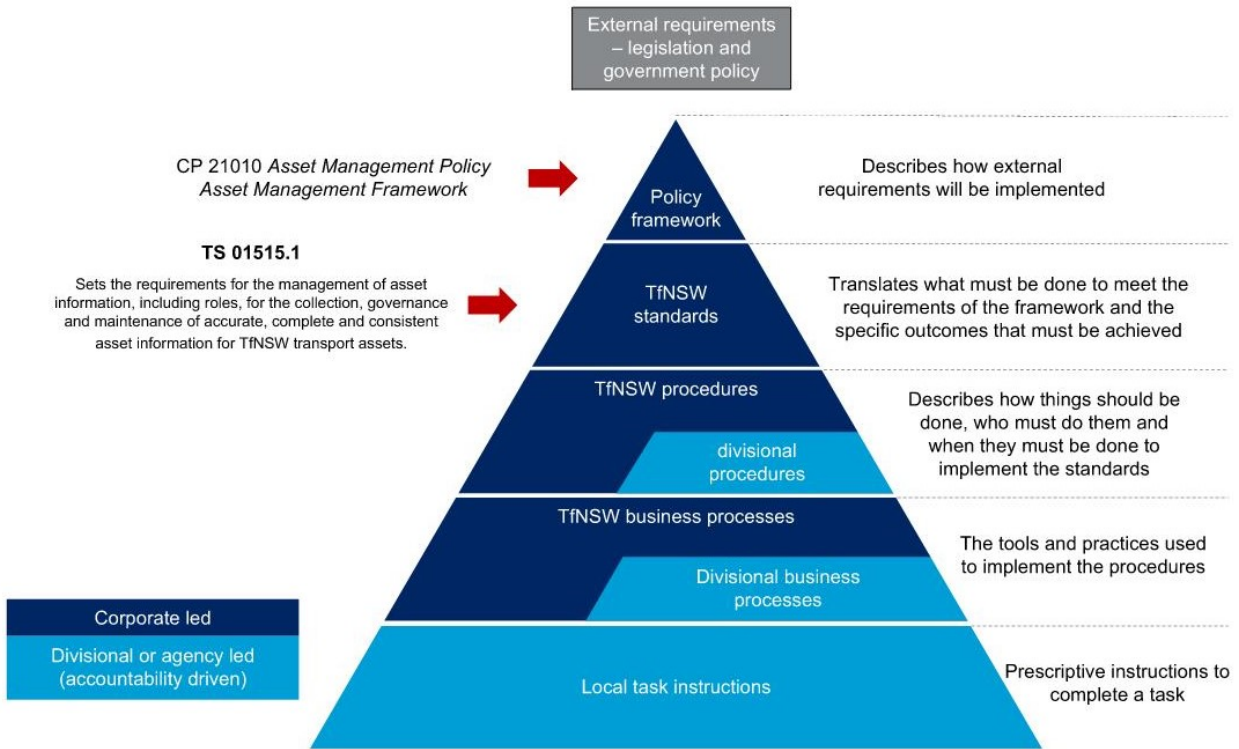 External requirements
– legislation and
government policy
CP 21010 Asset Management Policy
Asset Management Framework
Policy
framework
Describes how external
requirements will be implemented
TS 01515.1
Sets the requirements for the management of asset
information, including roles, for the collection, governance
and maintenance of accurate, complete and consistent
asset information for TfNSW transport assets.
TfNSW
standards
Translates what must be done to meet the
requirements of the framework and the
specific outcomes that must be achieved
TfNSW procedures
divisional
procedures
Describes how things should be
done, who must do them and
when they must be done to
implement the standards
TfNSW business processes
Divisional business
processes
The tools and practices used
to implement the procedures
Corporate led
Divisional or agency led
(accountability driven)
Local task instructions
Prescriptive instructions to
complete a task